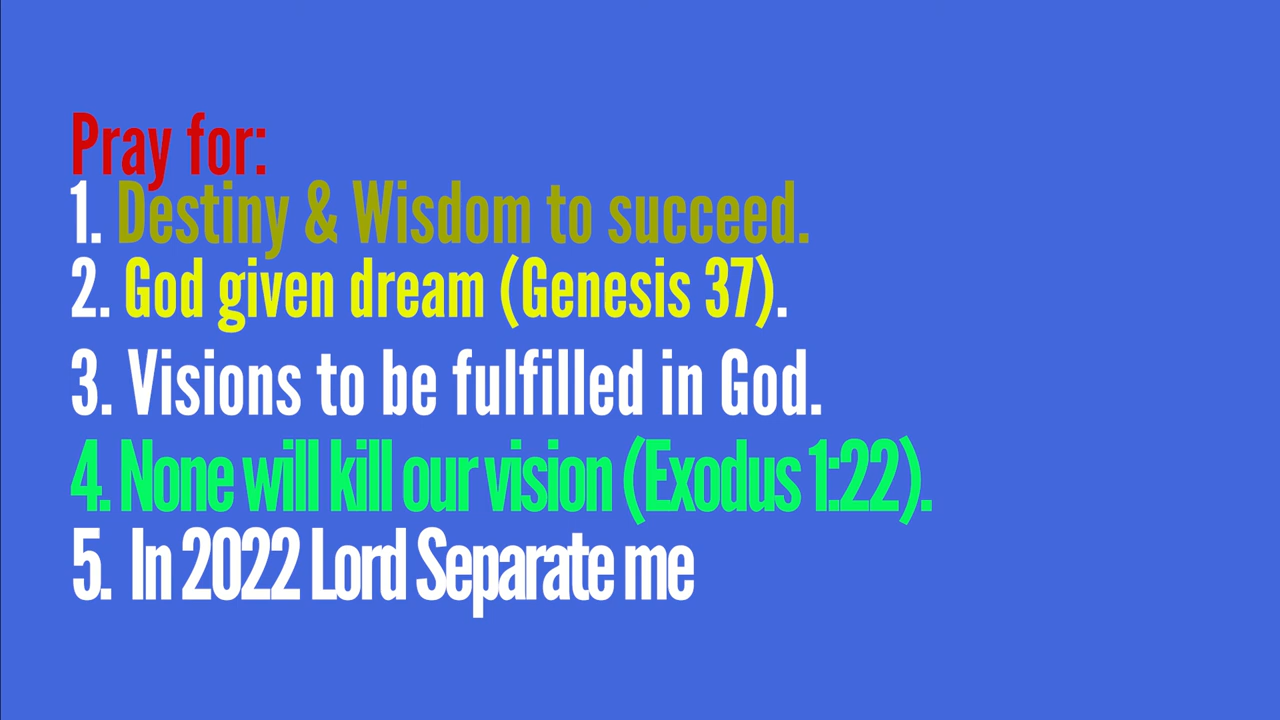 Pray for:
1. Destiny & Wisdom to succeed.
2. God given dream (Genesis 37).
3. Visions to be fulfilled in God.
4. None will kill our vision (Exodus 1:22).
5. In 2022 Lord Separate me